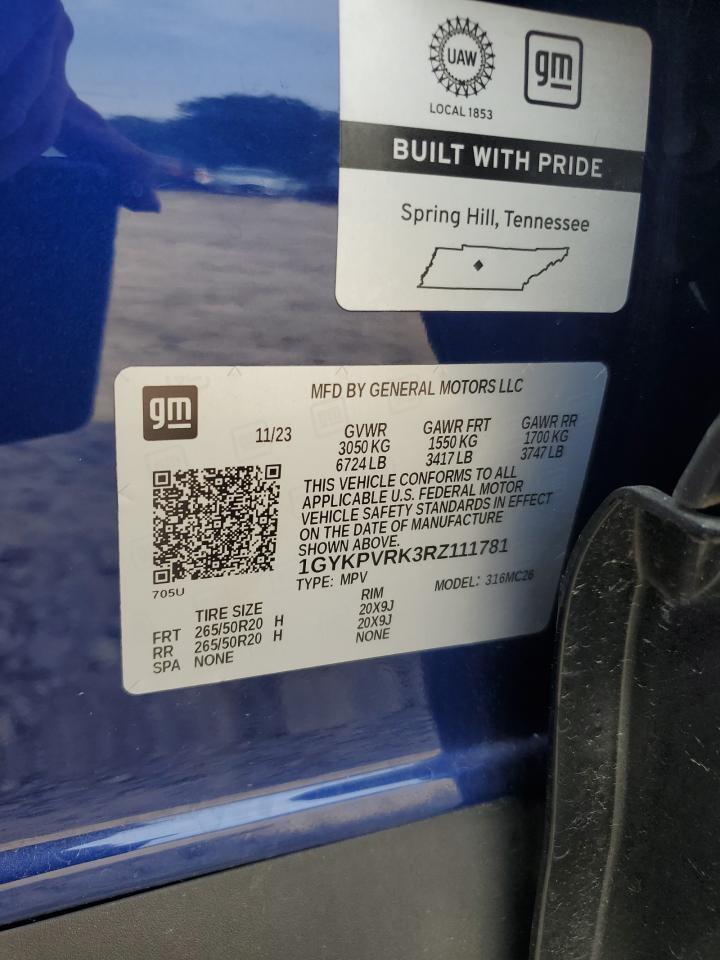 UAW
gm
LOCAL 1853
BUILT WITH PRIDE
Spring Hill, Tennessee
gm
MFD BY GENERAL MOTORS LLC
11/23 GVWR GAWR FRT GAWR RR
3050 KG 1550 KG 1700 KG
6724 LB 3417 LB 3747 LB
THIS VEHICLE CONFORMS TO ALL
APPLICABLE U.S. FEDERAL MOTOR
VEHICLE SAFETY STANDARDS IN EFFECT
ON THE DATE OF MANUFACTURE
SHOWN ABOVE.
1GYKPVRK3RZ111781
705U
TYPE: MPV MODEL: 316MC26
TIRE SIZE RIM
FRT 265/50R20 H 20X9J
RR 265/50R20 H 20X9J
SPA NONE NONE